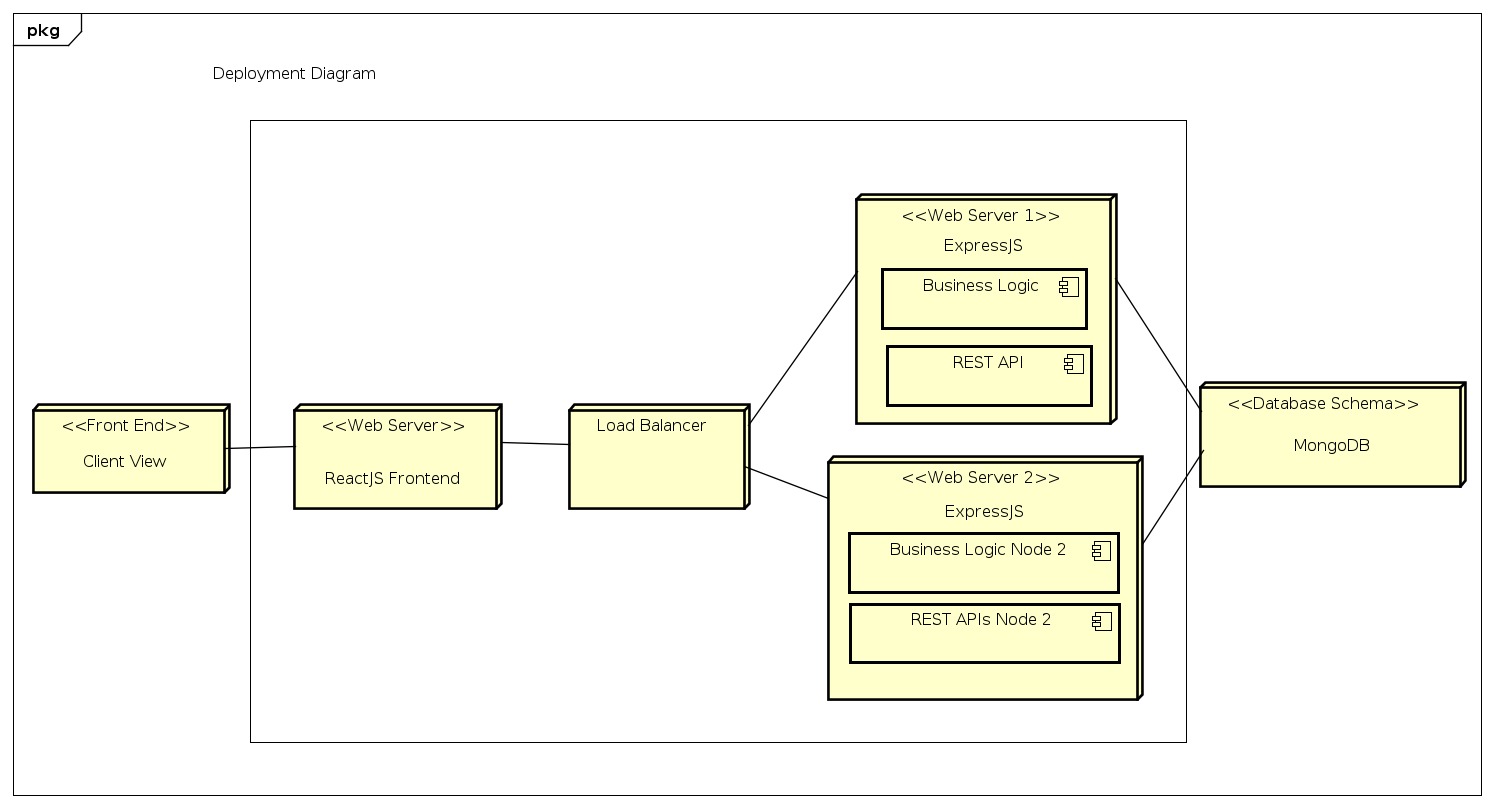 pkg
Deployment Diagram
<<Front End>>
Client View
<<Web Server>>
ReactJS Frontend
Load Balancer
<<Web Server 1>>
ExpressJS
Business Logic
REST API
<<Web Server 2>>
ExpressJS
Business Logic Node 2
REST APIs Node 2
<<Database Schema>>
MongoDB